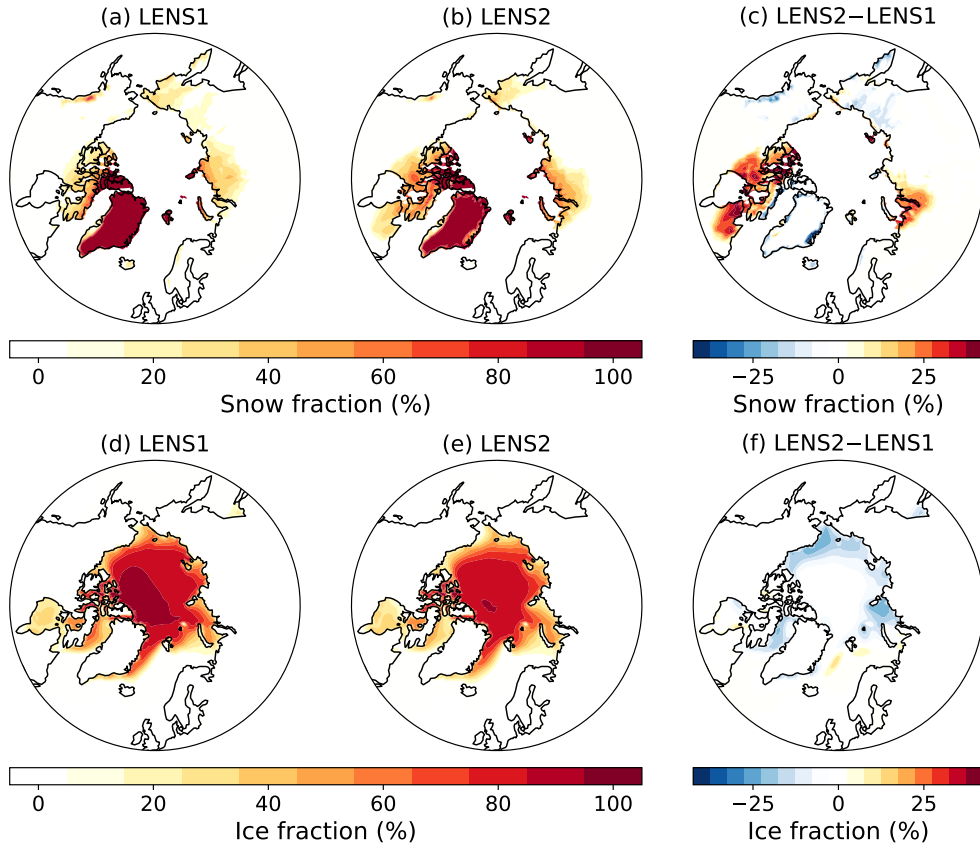 (a) LENS1 (b) LENS2 (c) LENS2−LENS1
0 20 40 60 80 100 −25 0 25
Snow fraction (%) Snow fraction (%)
(d) LENS1 (e) LENS2 (f) LENS2−LENS1
0 20 40 60 80 100 −25 0 25
Ice fraction (%) Ice fraction (%)